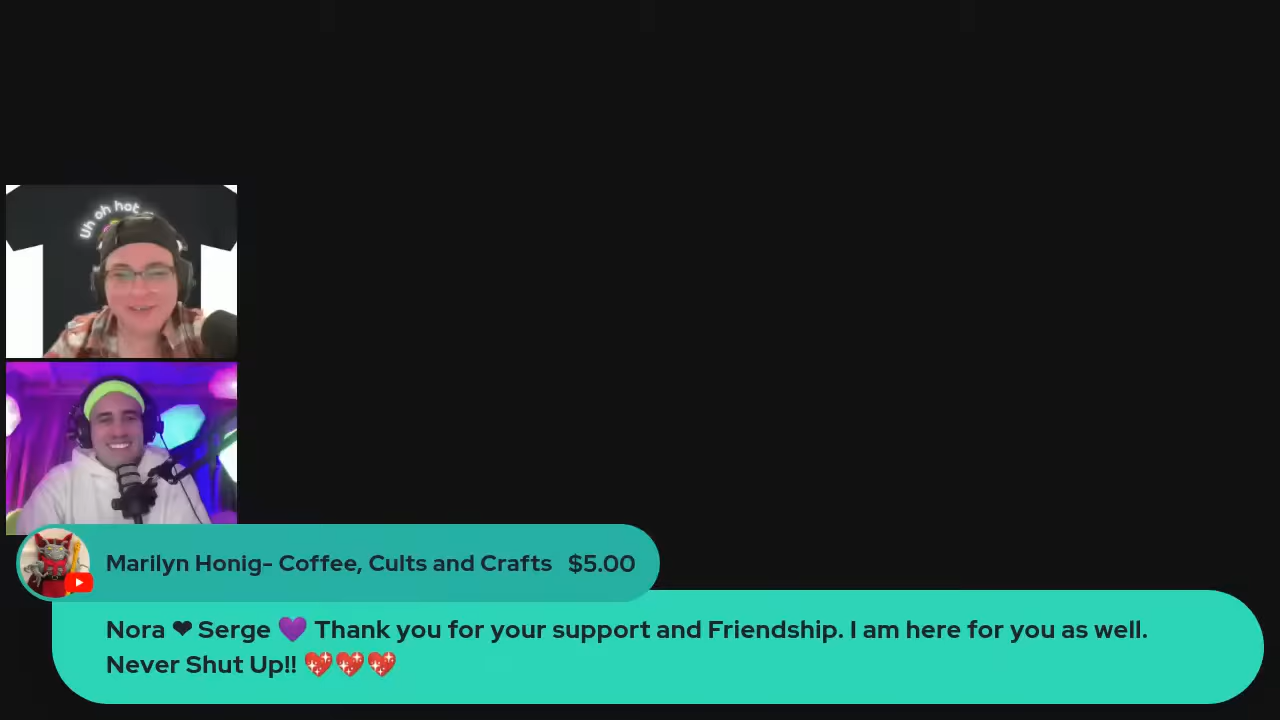 Uh oh hot
Marilyn Honig- Coffee, Cults and Crafts $5.00
Nora ❤ Serge 💜 Thank you for your support and Friendship. I am here for you as well.
Never Shut Up!! 💖💖💖